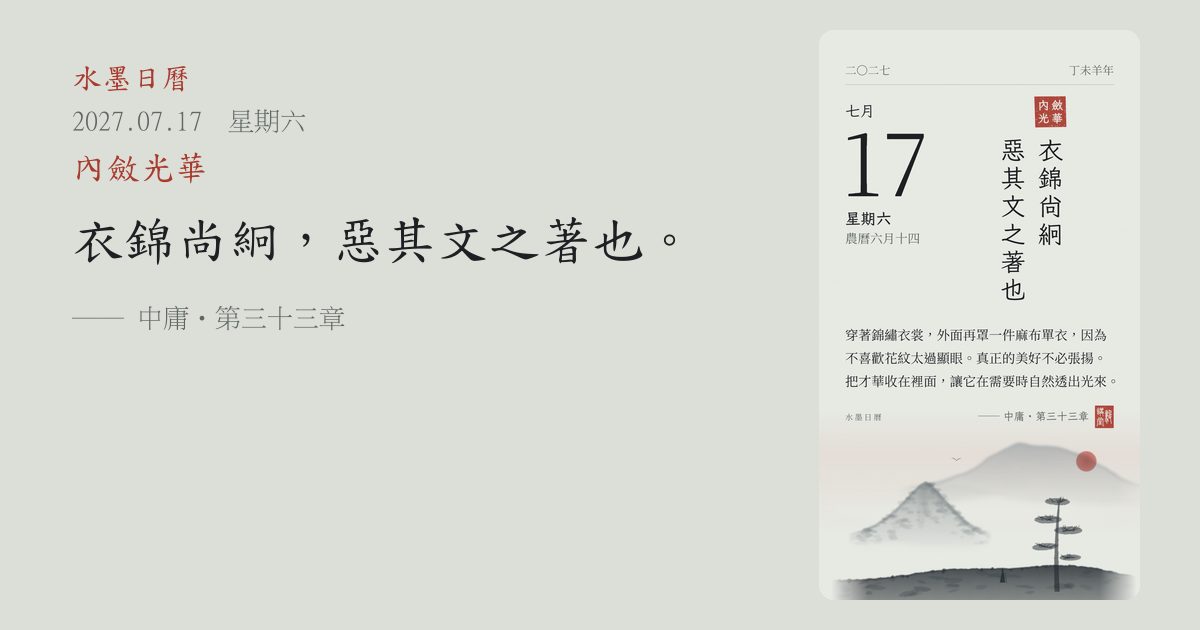 水墨日曆
2027.07.17 星期六
內斂光華
衣錦尚絅，惡其文之著也。
—— 中庸・第三十三章
二〇二七
丁未羊年
七月
17
星期六
農曆六月十四
內斂
光華
衣錦尚絅
惡其文之著也
穿著錦繡衣裳，外面再罩一件麻布單衣，因為
不喜歡花紋太過顯眼。真正的美好不必張揚。
把才華收在裡面，讓它在需要時自然透出光來。
水墨日曆
—— 中庸・第三十三章